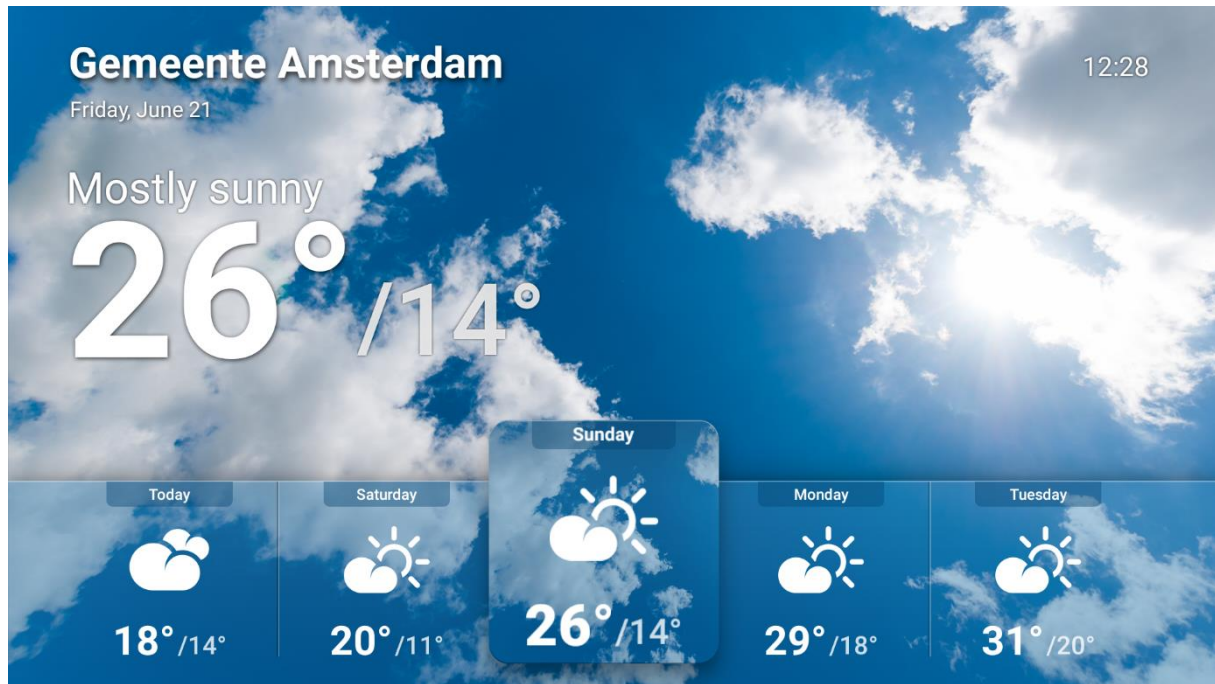 Gemeente Amsterdam
12:28
Friday, June 21
Mostly sunny
26°/14°
Today
18°/14°
Saturday
20°/11°
Sunday
26°/14°
Monday
29°/18°
Tuesday
31°/20°